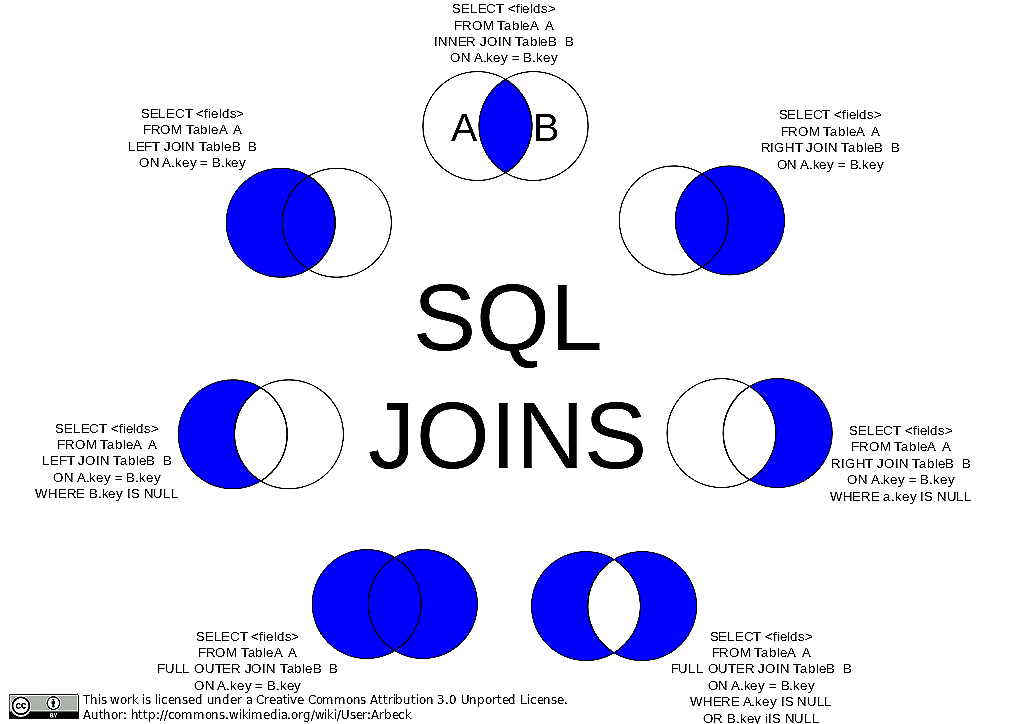 SELECT <fields>
FROM TableA A
INNER JOIN TableB B
ON A.key = B.key
A B
SELECT <fields>
FROM TableA A
LEFT JOIN TableB B
ON A.key = B.key
SELECT <fields>
FROM TableA A
RIGHT JOIN TableB B
ON A.key = B.key
SQL
JOINS
SELECT <fields>
FROM TableA A
LEFT JOIN TableB B
ON A.key = B.key
WHERE B.key IS NULL
SELECT <fields>
FROM TableA A
RIGHT JOIN TableB B
ON A.key = B.key
WHERE a.key IS NULL
SELECT <fields>
FROM TableA A
FULL OUTER JOIN TableB B
ON A.key = B.key
SELECT <fields>
FROM TableA A
FULL OUTER JOIN TableB B
ON A.key = B.key
WHERE A.key IS NULL
OR B.key iIS NULL
cc
BY
This work is licensed under a Creative Commons Attribution 3.0 Unported License.
Author: http://commons.wikimedia.org/wiki/User:Arbeck